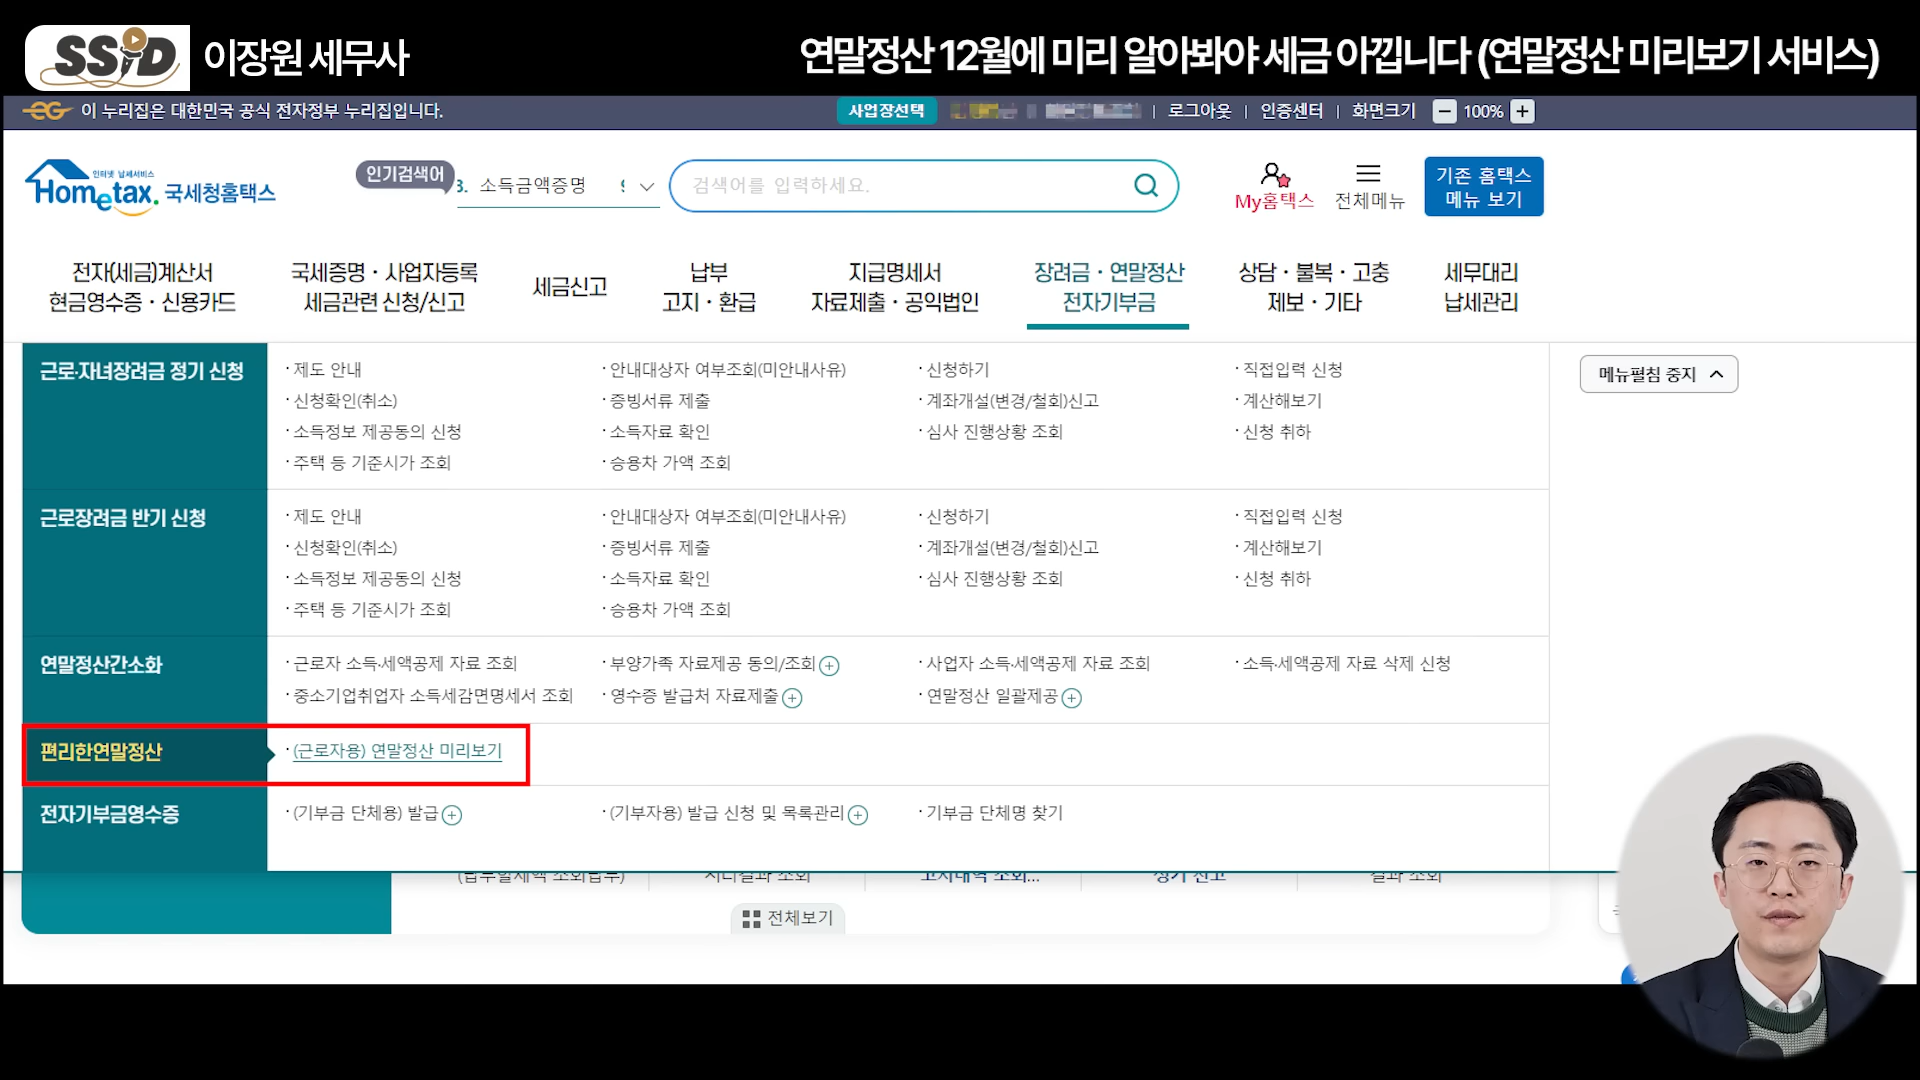 SSiD 이장원 세무사
연말정산 12월에 미리 알아봐야 세금 아낍니다 (연말정산 미리보기 서비스)
이 누리집은 대한민국 공식 전자정부 누리집입니다.
사업장선택
로그아웃 인증센터 화면크기 100%
인터넷 납세서비스
Hometax. 국세청홈택스
인기검색어
3. 소득금액증명
검색어를 입력하세요.
My홈택스
전체메뉴
기존 홈택스
메뉴 보기
전자(세금)계산서
현금영수증・신용카드
국세증명・사업자등록
세금관련 신청/신고
세금신고
납부
고지・환급
지급명세서
자료제출・공익법인
장려금・연말정산
전자기부금
상담・불복・고충
제보・기타
세무대리
납세관리
메뉴펼침 중지
근로·자녀장려금 정기 신청
·제도 안내 ·안내대상자 여부조회(미안내사유) ·신청하기 ·직접입력 신청
·신청확인(취소) ·증빙서류 제출 ·계좌개설(변경/철회)신고 ·계산해보기
·소득정보 제공동의 신청 ·소득자료 확인 ·심사 진행상황 조회 ·신청 취하
·주택 등 기준시가 조회 ·승용차 가액 조회
근로장려금 반기 신청
·제도 안내 ·안내대상자 여부조회(미안내사유) ·신청하기 ·직접입력 신청
·신청확인(취소) ·증빙서류 제출 ·계좌개설(변경/철회)신고 ·계산해보기
·소득정보 제공동의 신청 ·소득자료 확인 ·심사 진행상황 조회 ·신청 취하
·주택 등 기준시가 조회 ·승용차 가액 조회
연말정산간소화
·근로자 소득·세액공제 자료 조회 ·부양가족 자료제공 동의/조회 ·사업자 소득·세액공제 자료 조회 ·소득·세액공제 자료 삭제 신청
·중소기업취업자 소득세감면명세서 조회 ·영수증 발급처 자료제출 ·연말정산 일괄제공
편리한연말정산
·(근로자용) 연말정산 미리보기
전자기부금영수증
·(기부금 단체용) 발급 ·(기부자용) 발급 신청 및 목록관리 ·기부금 단체명 찾기
전체보기